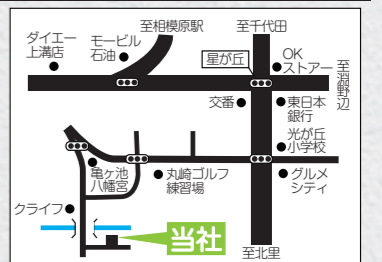 至相模原駅
至千代田
ダイエー
上溝店
モービル
石油
星が丘
OK
ストアー
至淵野辺
交番
東日本
銀行
光が丘
小学校
亀ヶ池
八幡宮
丸崎ゴルフ
練習場
グルメ
シティ
クライフ
当社
至北里